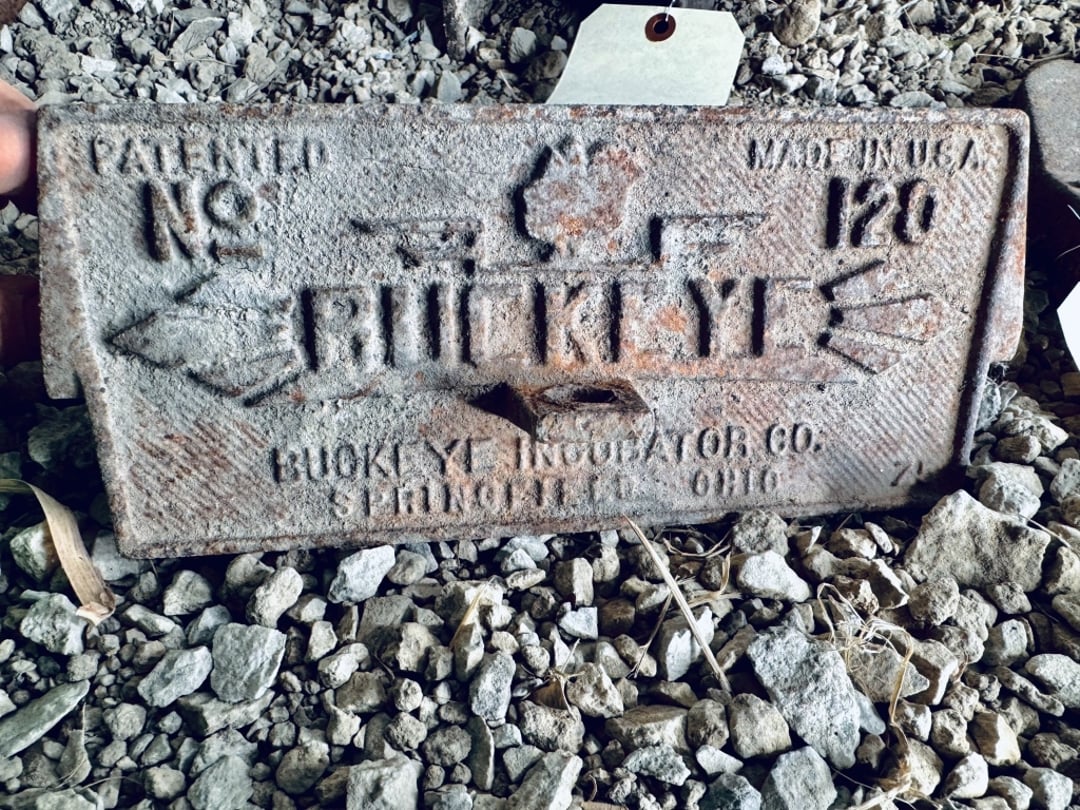 PATENTED MADE IN U.S.A.
Nº 120
BUCKEYE
BUCKEYE INCUBATOR CO.
SPRINGFIELD OHIO